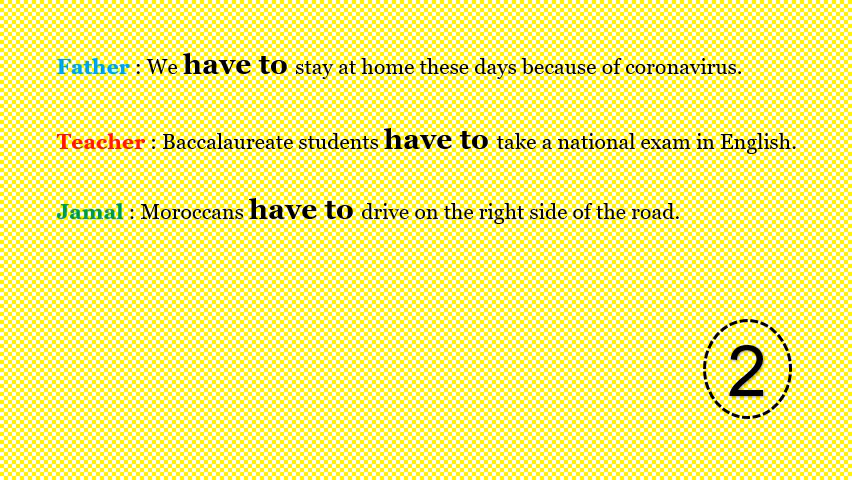 Father : We have to stay at home these days because of coronavirus.
Teacher : Baccalaureate students have to take a national exam in English.
Jamal : Moroccans have to drive on the right side of the road.
2